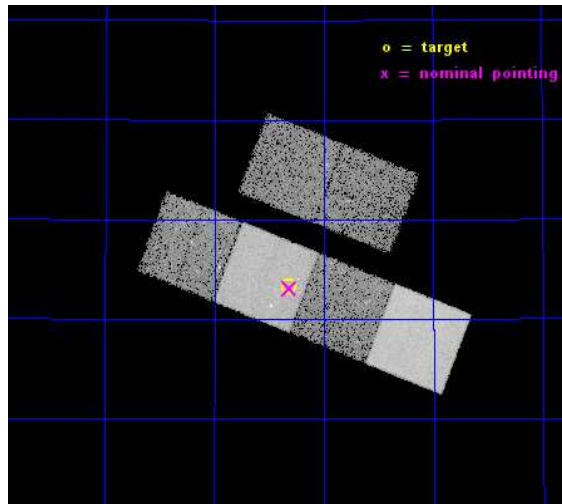 o = target
x = nominal pointing